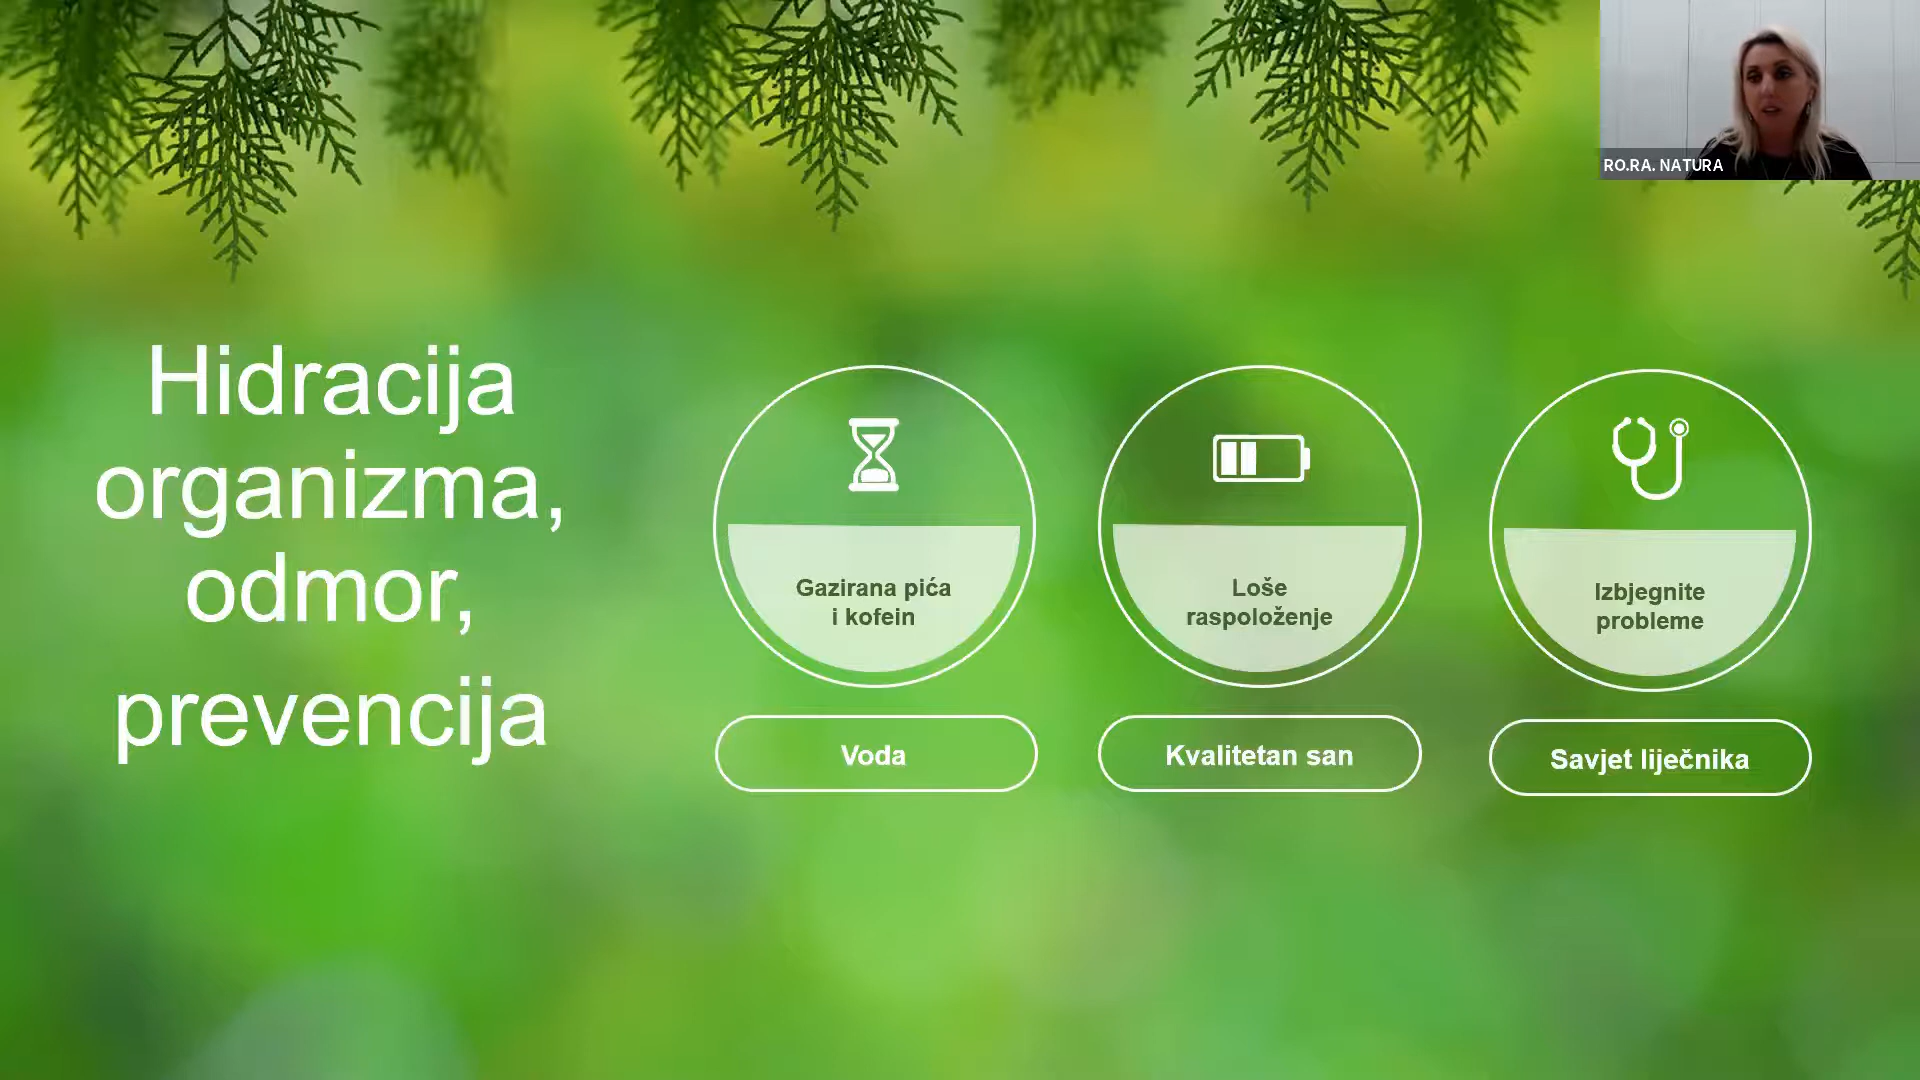 RO.RA. NATURA
Hidracija
organizma,
odmor,
prevencija
Gazirana pića
i kofein
Voda
Loše
raspoloženje
Kvalitetan san
Izbjegnite
probleme
Savjet liječnika